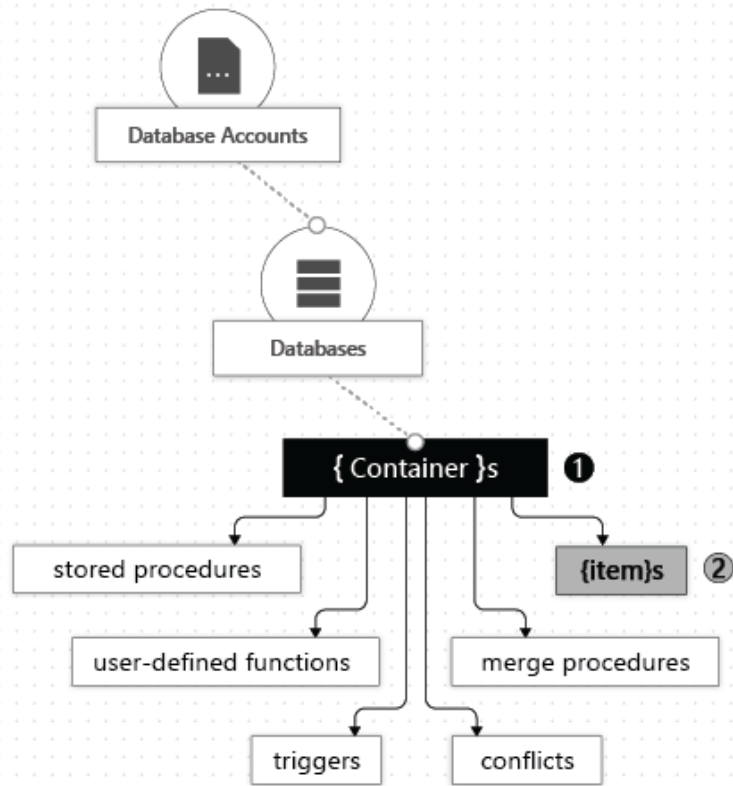 ...
Database Accounts
Databases
{ Container }s
1
stored procedures
{item}s
2
user-defined functions
merge procedures
triggers
conflicts